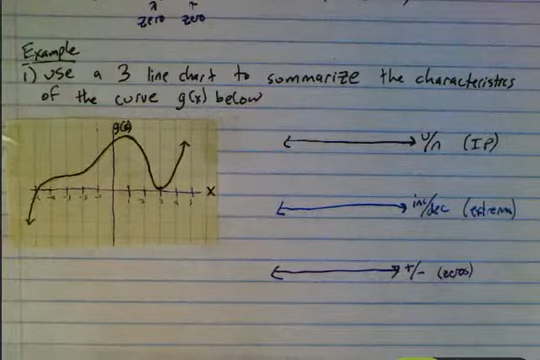 zero zero
Example
1) use a 3 line chart to summarize the characteristics
of the curve g(x) below
g(x)
x
∪/∩ (IP)
inc/dec (extrema)
+/- (zeros)